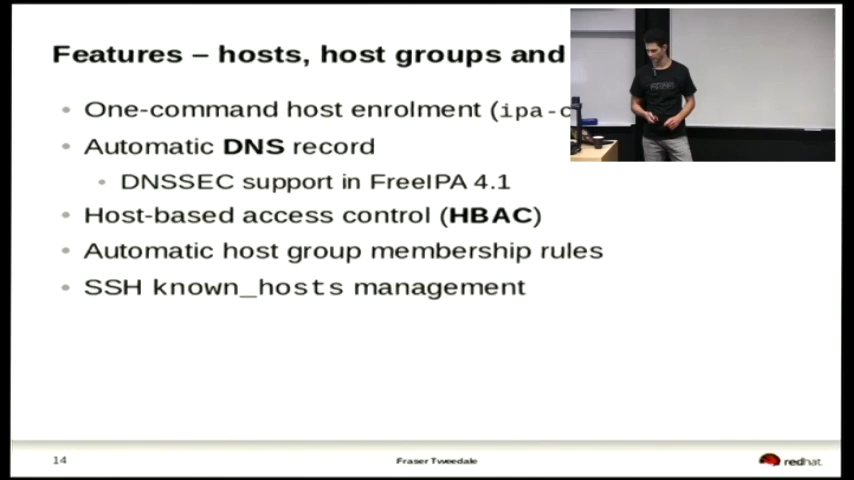 Features – hosts, host groups and
One-command host enrolment (ipa-c
Automatic DNS record
DNSSEC support in FreeIPA 4.1
Host-based access control (HBAC)
Automatic host group membership rules
SSH known_hosts management
14
Fraser Tweedale
redhat.